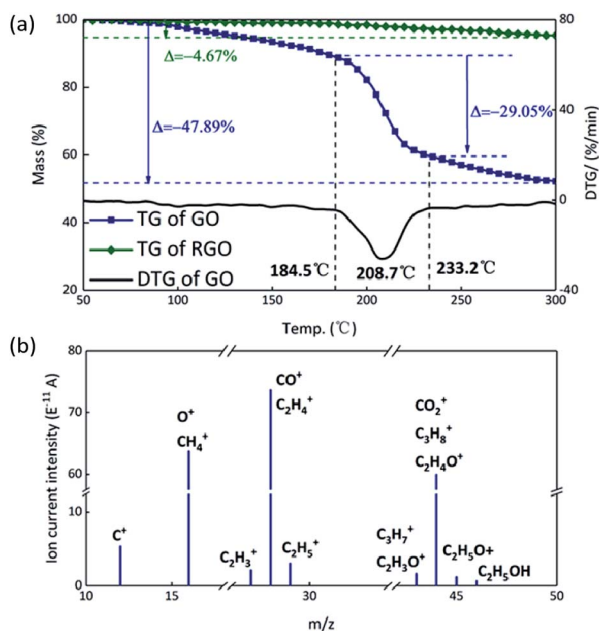 (a)
100
80
60
40
20
Mass (%)
80
40
0
-40
DTG/ (%/min)
Δ=−4.67%
Δ=−47.89%
Δ=−29.05%
TG of GO
TG of RGO
DTG of GO
184.5℃
208.7℃
233.2℃
50
100
150
200
250
300
Temp. (℃)
(b)
80
70
60
10
0
Ion current intensity (E⁻¹¹ A)
C⁺
O⁺
CH₄⁺
C₂H₃⁺
CO⁺
C₂H₄⁺
C₂H₅⁺
C₃H₇⁺
C₂H₃O⁺
CO₂⁺
C₃H₈⁺
C₂H₄O⁺
C₂H₅O+
C₂H₅OH
10
15
30
45
50
m/z